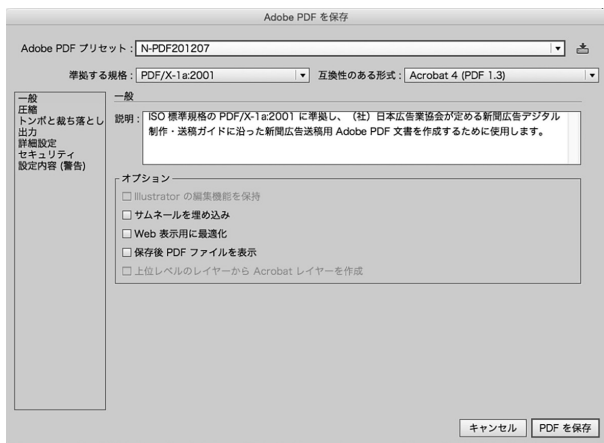 Adobe PDF を保存
Adobe PDF プリセット： N-PDF201207
準拠する規格： PDF/X-1a:2001 互換性のある形式： Acrobat 4 (PDF 1.3)
一般
圧縮
トンボと裁ち落とし
出力
詳細設定
セキュリティ
設定内容 (警告)
一般
説明： ISO 標準規格の PDF/X-1a:2001 に準拠し、（社）日本広告業協会が定める新聞広告デジタル
制作・送稿ガイドに沿った新聞広告送稿用 Adobe PDF 文書を作成するために使用します。
オプション
Illustrator の編集機能を保持
サムネールを埋め込み
Web 表示用に最適化
保存後 PDF ファイルを表示
上位レベルのレイヤーから Acrobat レイヤーを作成
キャンセル PDF を保存